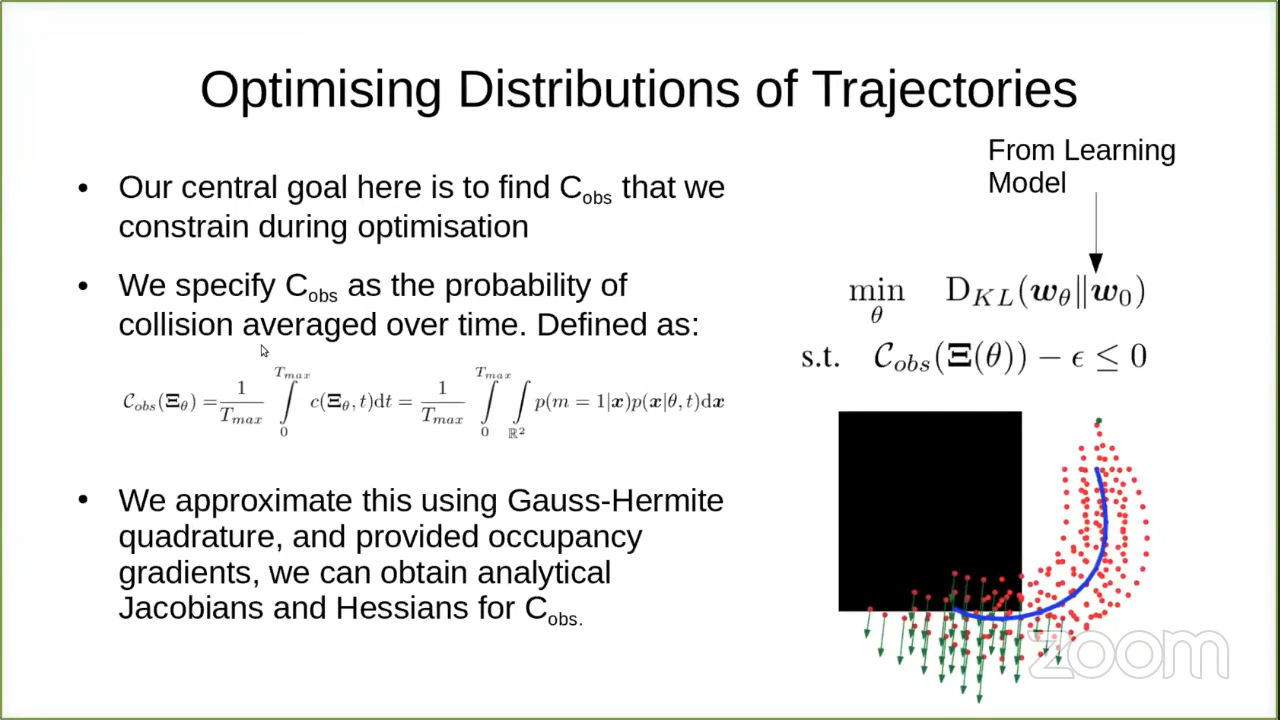 Optimising Distributions of Trajectories
• Our central goal here is to find C_obs that we
constrain during optimisation
• We specify C_obs as the probability of
collision averaged over time. Defined as:
𝒞_obs(Ξ_θ) = 1/T_max ∫_0^{T_max} c(Ξ_θ, t)dt = 1/T_max ∫_0^{T_max} ∫_{ℝ²} p(m = 1|x)p(x|θ, t)dx
• We approximate this using Gauss-Hermite
quadrature, and provided occupancy
gradients, we can obtain analytical
Jacobians and Hessians for C_obs.
From Learning
Model
min_θ D_KL(w_θ‖w_0)
s.t. 𝒞_obs(Ξ(θ)) − ϵ ≤ 0
zoom